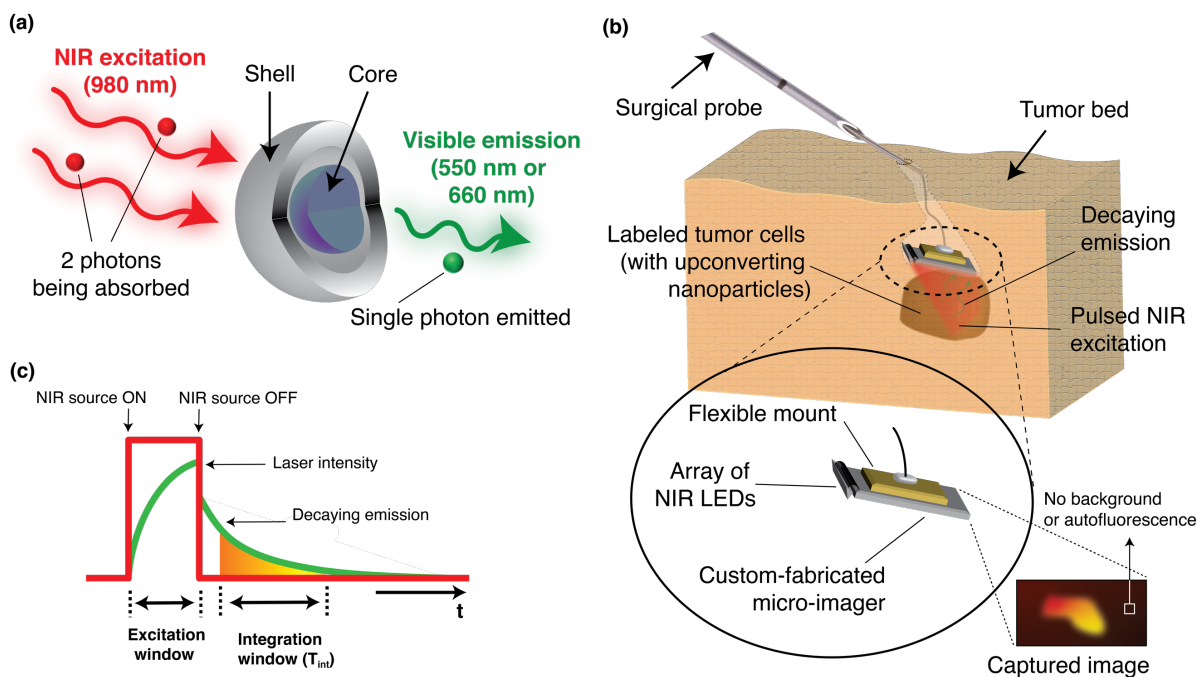 (a)
NIR excitation
(980 nm)
Shell
Core
Visible emission
(550 nm or
660 nm)
2 photons
being absorbed
Single photon emitted
(b)
Surgical probe
Tumor bed
Labeled tumor cells
(with upconverting
nanoparticles)
Decaying
emission
Pulsed NIR
excitation
Flexible mount
Array of
NIR LEDs
Custom-fabricated
micro-imager
No background
or autofluorescence
Captured image
(c)
NIR source ON
NIR source OFF
Laser intensity
Decaying emission
t
Excitation
window
Integration
window (Tint)